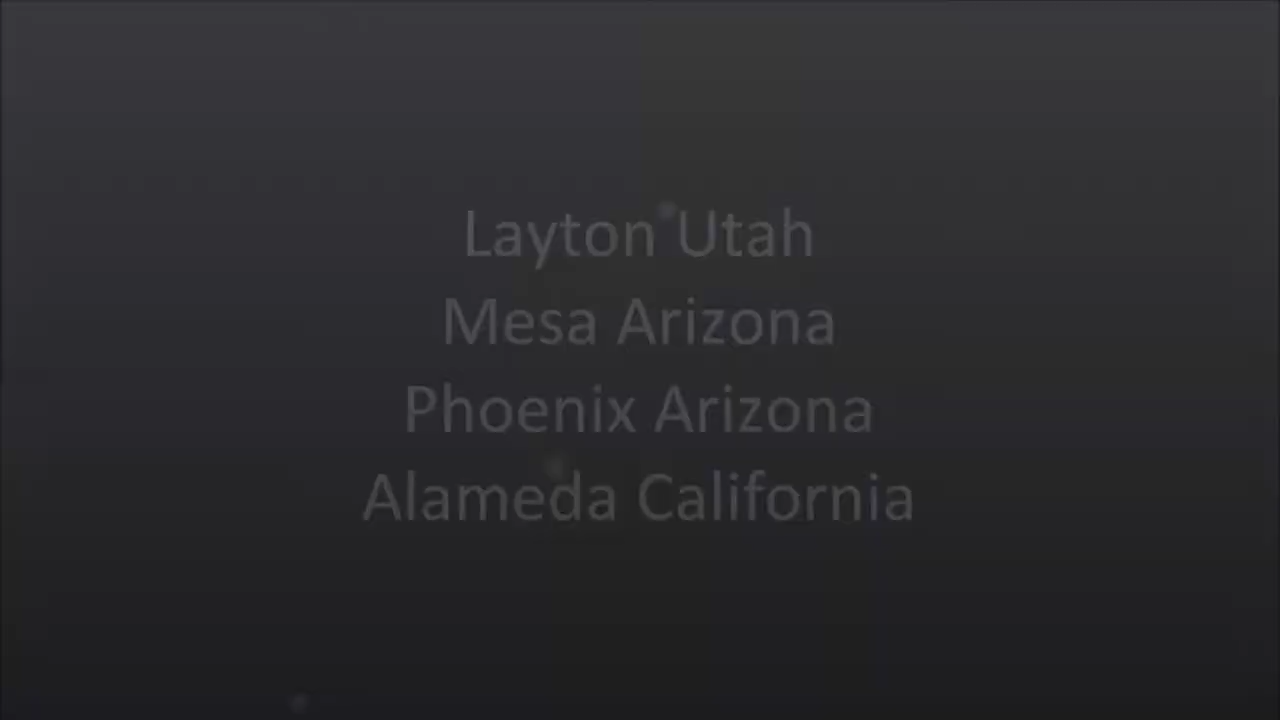 Layton Utah
Mesa Arizona
Phoenix Arizona
Alameda California